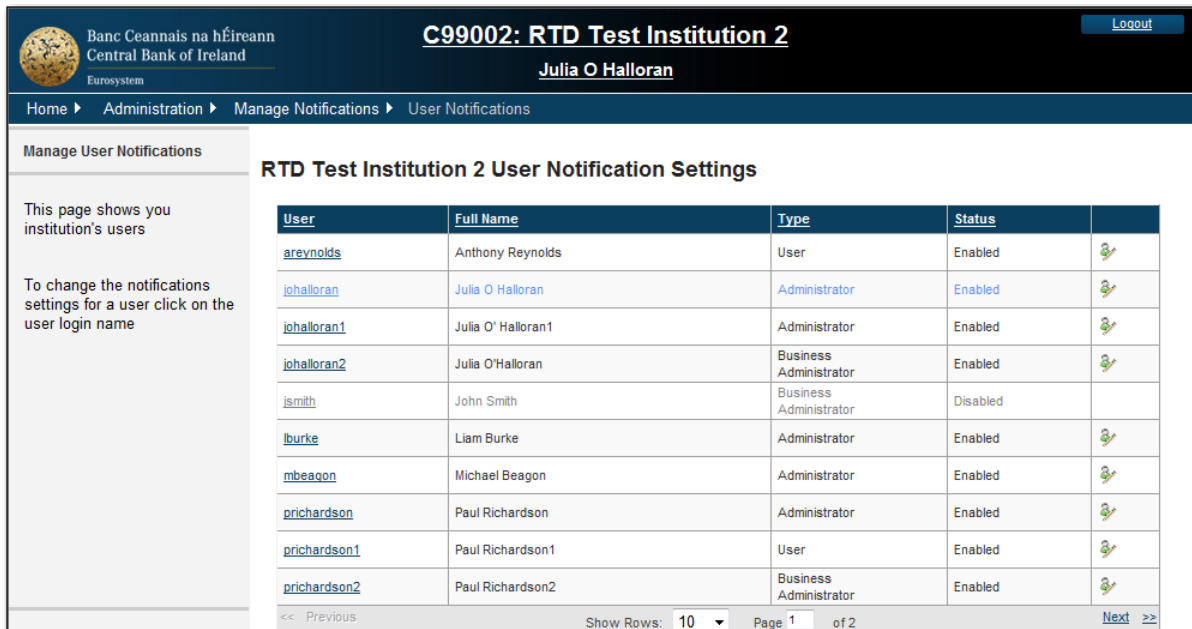 Banc Ceannais na hÉireann
Central Bank of Ireland
Eurosystem
C99002: RTD Test Institution 2
Julia O Halloran
Logout
Home Administration Manage Notifications User Notifications
Manage User Notifications
This page shows you
institution's users
To change the notifications
settings for a user click on the
user login name
RTD Test Institution 2 User Notification Settings
User Full Name Type Status
areynolds Anthony Reynolds User Enabled
johalloran Julia O Halloran Administrator Enabled
johalloran1 Julia O' Halloran1 Administrator Enabled
johalloran2 Julia O'Halloran Business Administrator Enabled
jsmith John Smith Business Administrator Disabled
lburke Liam Burke Administrator Enabled
mbeagon Michael Beagon Administrator Enabled
prichardson Paul Richardson Administrator Enabled
prichardson1 Paul Richardson1 User Enabled
prichardson2 Paul Richardson2 Business Administrator Enabled
<< Previous Show Rows: 10 Page 1 of 2 Next >>